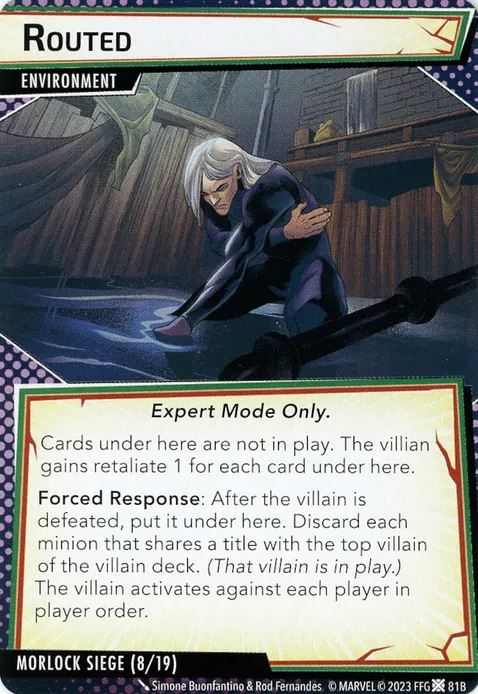 Routed
ENVIRONMENT
Expert Mode Only.
Cards under here are not in play. The villian
gains retaliate 1 for each card under here.
Forced Response: After the villain is
defeated, put it under here. Discard each
minion that shares a title with the top villain
of the villain deck. (That villain is in play.)
The villain activates against each player in
player order.
MORLOCK SIEGE (8/19)
Simone Buonfantino & Rod Fernandes. © MARVEL © 2023 FFG 81B